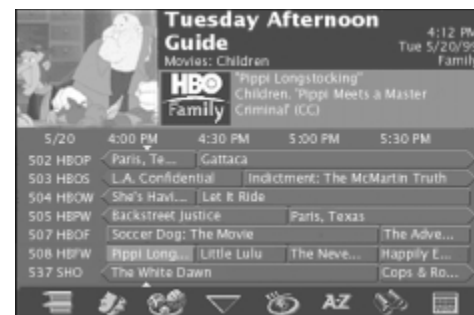 Tuesday Afternoon
Guide
Movies: Children
4:12 PM
Tue 5/20/99
Family
HBO
Family
"Pippi Longstocking"
Children. "Pippi Meets a Master
Criminal" (CC)
5/20 4:00 PM 4:30 PM 5:00 PM 5:30 PM
502 HBOP Paris, Te... Gattaca
503 HBOS L.A. Confidential Indictment: The McMartin Truth
504 HBOW She's Havi... Let It Ride
505 HBPW Backstreet Justice Paris, Texas
507 HBOF Soccer Dog: The Movie The Adve...
508 HBFW Pippi Long... Little Lulu The Neve... Happily E...
537 SHO The White Dawn Cops & Ro...
A-Z